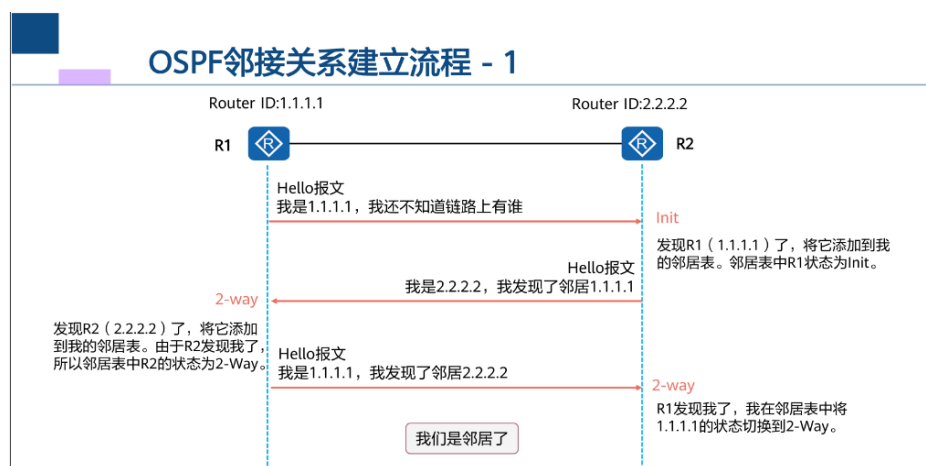 OSPF邻接关系建立流程 - 1
Router ID:1.1.1.1
Router ID:2.2.2.2
R1
R
R
R2
Hello报文
我是1.1.1.1，我还不知道链路上有谁
Init
发现R1（1.1.1.1）了，将它添加到我
的邻居表。邻居表中R1状态为Init。
Hello报文
我是2.2.2.2，我发现了邻居1.1.1.1
2-way
发现R2（2.2.2.2）了，将它添加
到我的邻居表。由于R2发现我了，
所以邻居表中R2的状态为2-Way。
Hello报文
我是1.1.1.1，我发现了邻居2.2.2.2
2-way
R1发现我了，我在邻居表中将
1.1.1.1的状态切换到2-Way。
我们是邻居了